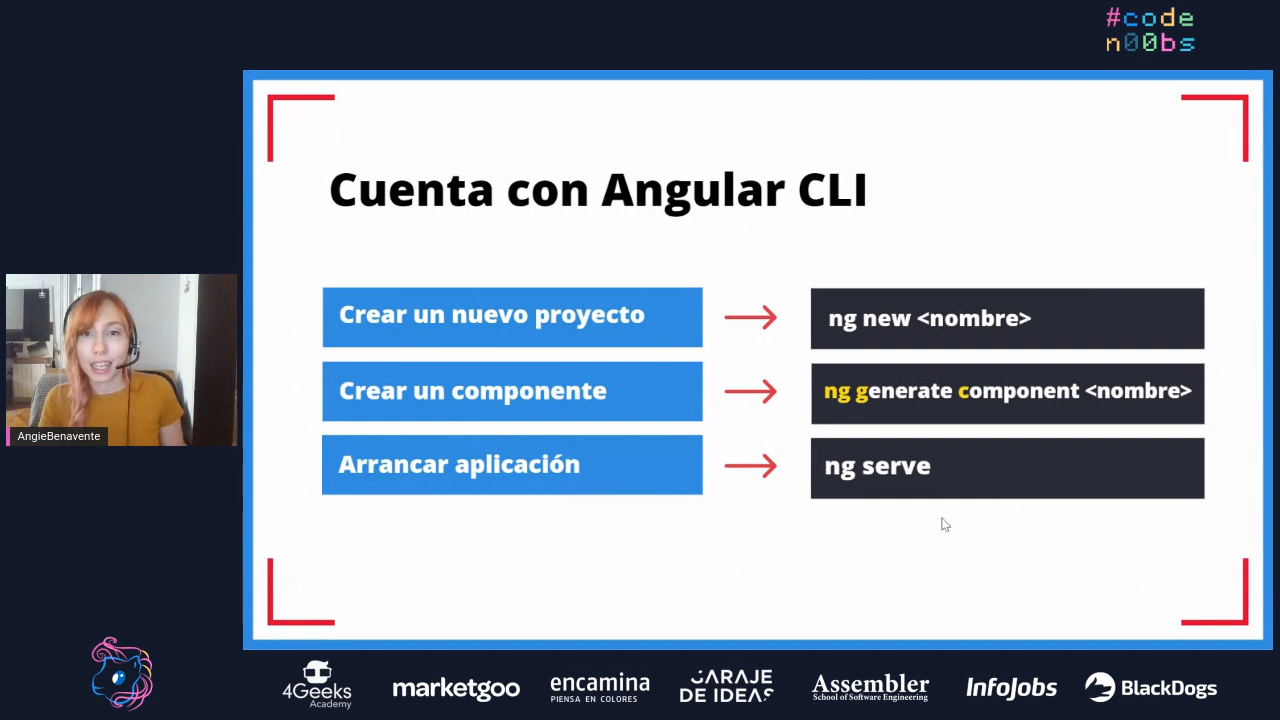 #code
n00bs
Cuenta con Angular CLI
Crear un nuevo proyecto
ng new <nombre>
Crear un componente
ng generate component <nombre>
Arrancar aplicación
ng serve
AngieBenavente
4Geeks
Academy
marketgoo
encamina
PIENSA EN COLORES
GARAJE
DE IDEAS
Assembler
School of Software Engineering
InfoJobs
BlackDogs